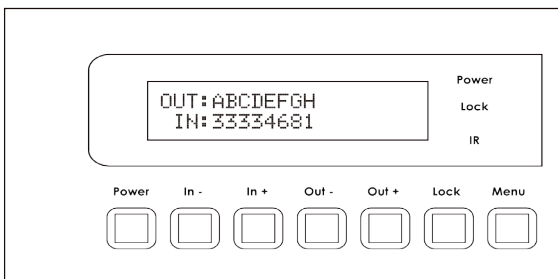 Power
OUT:ABCDEFGH
Lock
IN:33334681
IR
Power In - In + Out - Out + Lock Menu